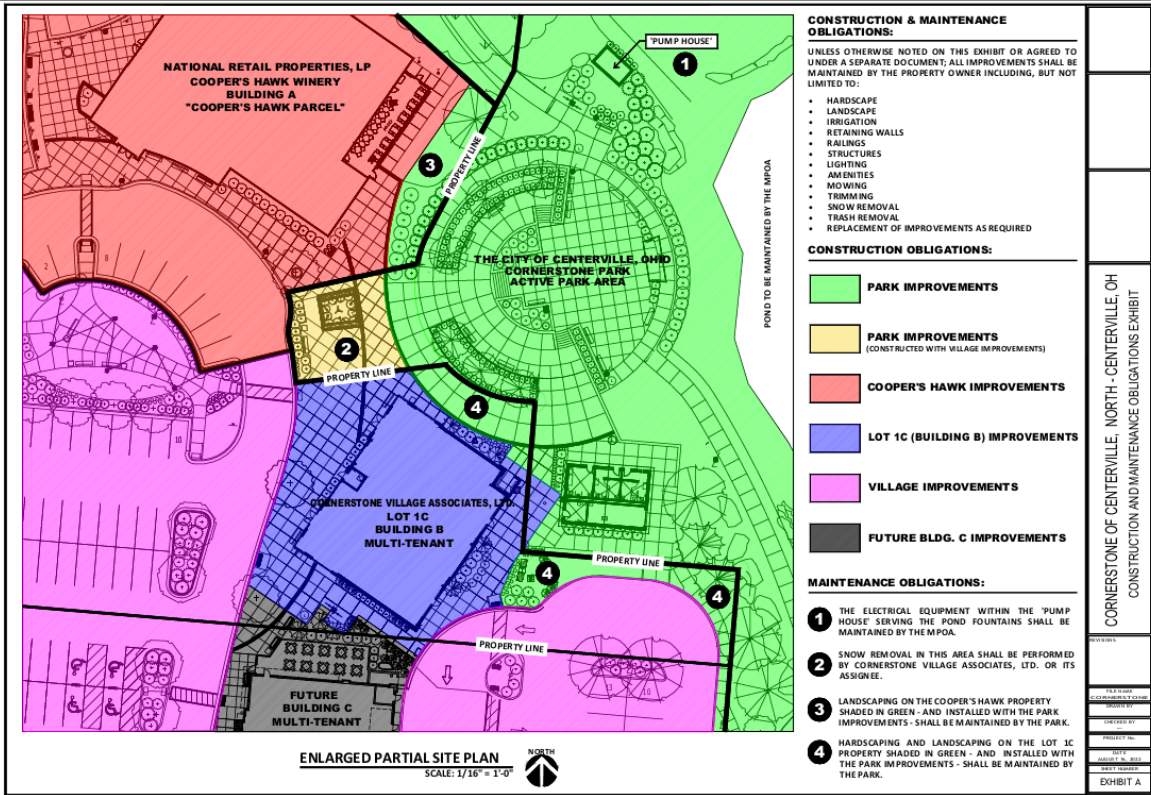 NATIONAL RETAIL PROPERTIES, LP
COOPER'S HAWK WINERY
BUILDING A
"COOPER'S HAWK PARCEL"
'PUMP HOUSE'
1
3
PROPERTY LINE
THE CITY OF CENTERVILLE, OHIO
CORNERSTONE PARK
ACTIVE PARK AREA
POND TO BE MAINTAINED BY THE MPOA
2
8
2
PROPERTY LINE
4
10
CORNERSTONE VILLAGE ASSOCIATES, LTD.
LOT 1C
BUILDING B
MULTI-TENANT
PROPERTY LINE
4
4
PROPERTY LINE
FUTURE
BUILDING C
MULTI-TENANT
3
10
ENLARGED PARTIAL SITE PLAN
SCALE: 1/16" = 1'-0"
NORTH
CONSTRUCTION & MAINTENANCE
OBLIGATIONS:
UNLESS OTHERWISE NOTED ON THIS EXHIBIT OR AGREED TO
UNDER A SEPARATE DOCUMENT; ALL IMPROVEMENTS SHALL BE
MAINTAINED BY THE PROPERTY OWNER INCLUDING, BUT NOT
LIMITED TO:
• HARDSCAPE
• LANDSCAPE
• IRRIGATION
• RETAINING WALLS
• RAILINGS
• STRUCTURES
• LIGHTING
• AMENITIES
• MOWING
• TRIMMING
• SNOW REMOVAL
• TRASH REMOVAL
• REPLACEMENT OF IMPROVEMENTS AS REQUIRED
CONSTRUCTION OBLIGATIONS:
PARK IMPROVEMENTS
PARK IMPROVEMENTS
(CONSTRUCTED WITH VILLAGE IMPROVEMENTS)
COOPER'S HAWK IMPROVEMENTS
LOT 1C (BUILDING B) IMPROVEMENTS
VILLAGE IMPROVEMENTS
FUTURE BLDG. C IMPROVEMENTS
MAINTENANCE OBLIGATIONS:
1 THE ELECTRICAL EQUIPMENT WITHIN THE 'PUMP
HOUSE' SERVING THE POND FOUNTAINS SHALL BE
MAINTAINED BY THE MPOA.
2 SNOW REMOVAL IN THIS AREA SHALL BE PERFORMED
BY CORNERSTONE VILLAGE ASSOCIATES, LTD. OR ITS
ASSIGNEE.
3 LANDSCAPING ON THE COOPER'S HAWK PROPERTY
SHADED IN GREEN - AND INSTALLED WITH THE PARK
IMPROVEMENTS - SHALL BE MAINTAINED BY THE PARK.
4 HARDSCAPING AND LANDSCAPING ON THE LOT 1C
PROPERTY SHADED IN GREEN - AND INSTALLED WITH
THE PARK IMPROVEMENTS - SHALL BE MAINTAINED BY
THE PARK.
CORNERSTONE OF CENTERVILLE, NORTH - CENTERVILLE, OH
CONSTRUCTION AND MAINTENANCE OBLIGATIONS EXHIBIT
REVISIONS:
FILE NAME
CORNERSTONE
DRAWN BY
CHECKED BY
PROJECT No.
DATE
AUGUST 16, 2022
SHEET NUMBER
EXHIBIT A